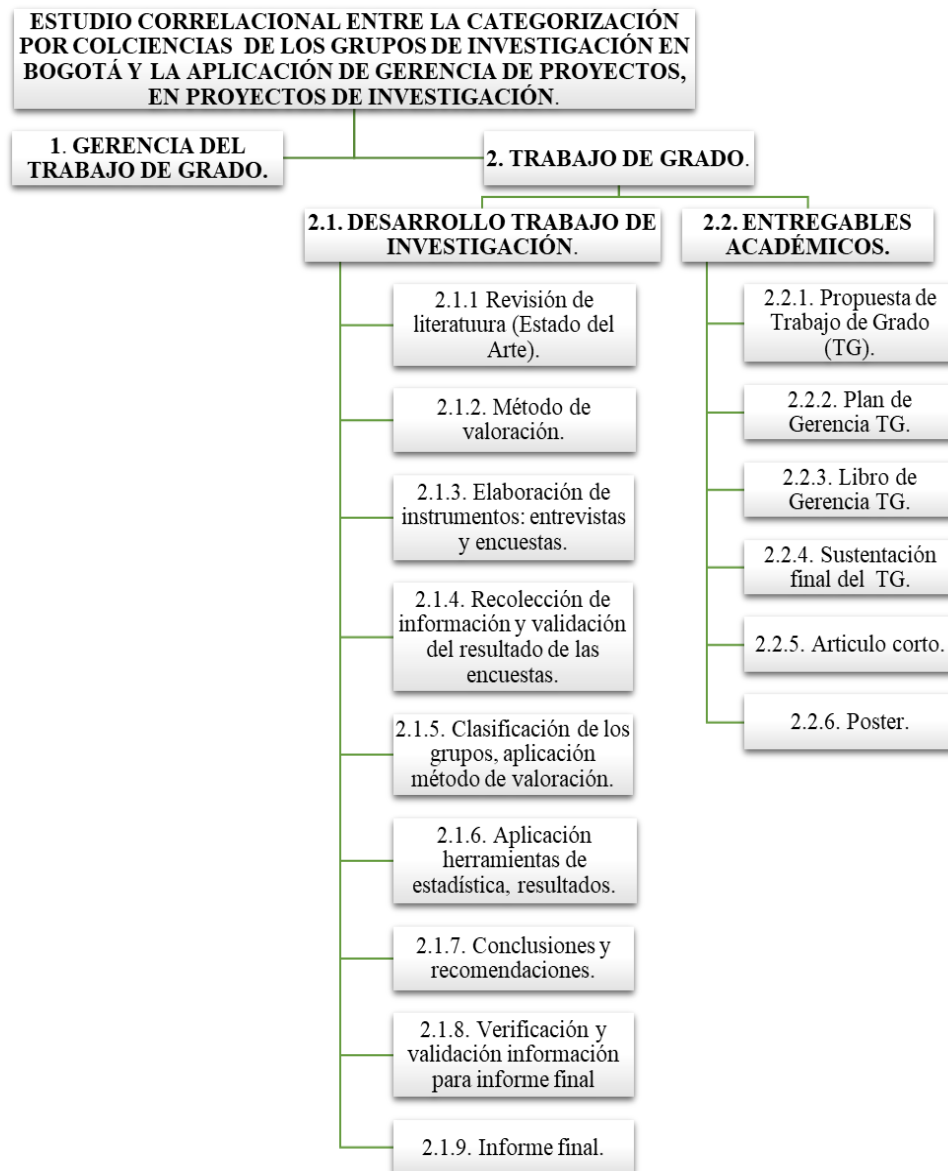 ESTUDIO CORRELACIONAL ENTRE LA CATEGORIZACIÓN
POR COLCIENCIAS DE LOS GRUPOS DE INVESTIGACIÓN EN
BOGOTÁ Y LA APLICACIÓN DE GERENCIA DE PROYECTOS,
EN PROYECTOS DE INVESTIGACIÓN.
1. GERENCIA DEL
TRABAJO DE GRADO.
2. TRABAJO DE GRADO.
2.1. DESARROLLO TRABAJO DE
INVESTIGACIÓN.
2.1.1 Revisión de
literatuura (Estado del
Arte).
2.1.2. Método de
valoración.
2.1.3. Elaboración de
instrumentos: entrevistas
y encuestas.
2.1.4. Recolección de
información y validación
del resultado de las
encuestas.
2.1.5. Clasificación de los
grupos, aplicación
método de valoración.
2.1.6. Aplicación
herramientas de
estadística, resultados.
2.1.7. Conclusiones y
recomendaciones.
2.1.8. Verificación y
validación información
para informe final
2.1.9. Informe final.
2.2. ENTREGABLES
ACADÉMICOS.
2.2.1. Propuesta de
Trabajo de Grado
(TG).
2.2.2. Plan de
Gerencia TG.
2.2.3. Libro de
Gerencia TG.
2.2.4. Sustentación
final del TG.
2.2.5. Articulo corto.
2.2.6. Poster.